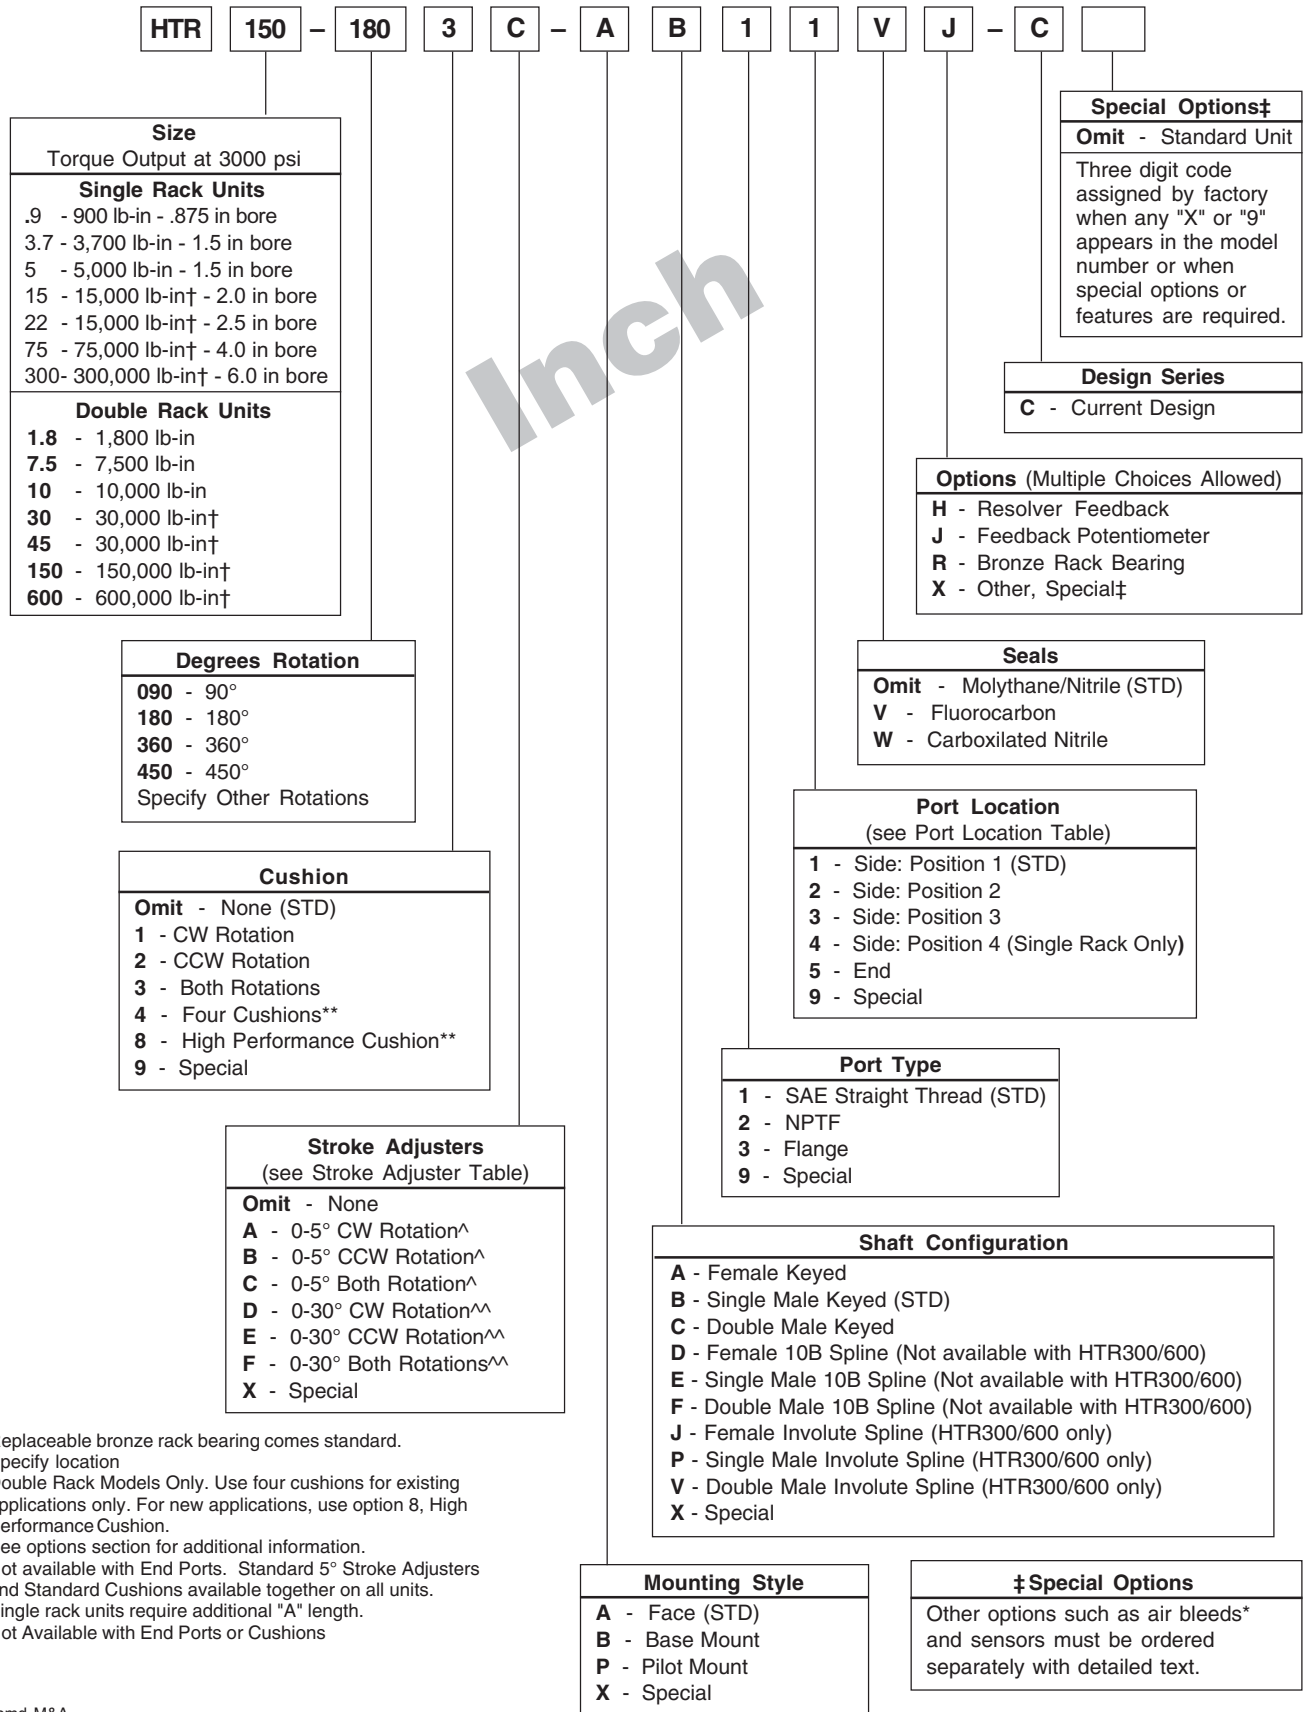 HTR 150 – 180 3 C – A B 1 1 V J – C
Special Options‡
Omit - Standard Unit
Three digit code
assigned by factory
when any "X" or "9"
appears in the model
number or when
special options or
features are required.
Size
Torque Output at 3000 psi
Single Rack Units
.9 - 900 lb-in - .875 in bore
3.7 - 3,700 lb-in - 1.5 in bore
5 - 5,000 lb-in - 1.5 in bore
15 - 15,000 lb-in† - 2.0 in bore
22 - 15,000 lb-in† - 2.5 in bore
75 - 75,000 lb-in† - 4.0 in bore
300- 300,000 lb-in† - 6.0 in bore
Double Rack Units
1.8 - 1,800 lb-in
7.5 - 7,500 lb-in
10 - 10,000 lb-in
30 - 30,000 lb-in†
45 - 30,000 lb-in†
150 - 150,000 lb-in†
600 - 600,000 lb-in†
Inch
Design Series
C - Current Design
Options (Multiple Choices Allowed)
H - Resolver Feedback
J - Feedback Potentiometer
R - Bronze Rack Bearing
X - Other, Special‡
Degrees Rotation
090 - 90°
180 - 180°
360 - 360°
450 - 450°
Specify Other Rotations
Seals
Omit - Molythane/Nitrile (STD)
V - Fluorocarbon
W - Carboxilated Nitrile
Port Location
(see Port Location Table)
1 - Side: Position 1 (STD)
2 - Side: Position 2
3 - Side: Position 3
4 - Side: Position 4 (Single Rack Only)
5 - End
9 - Special
Cushion
Omit - None (STD)
1 - CW Rotation
2 - CCW Rotation
3 - Both Rotations
4 - Four Cushions**
8 - High Performance Cushion**
9 - Special
Port Type
1 - SAE Straight Thread (STD)
2 - NPTF
3 - Flange
9 - Special
Stroke Adjusters
(see Stroke Adjuster Table)
Omit - None
A - 0-5° CW Rotation^
B - 0-5° CCW Rotation^
C - 0-5° Both Rotation^
D - 0-30° CW Rotation^^
E - 0-30° CCW Rotation^^
F - 0-30° Both Rotations^^
X - Special
Shaft Configuration
A - Female Keyed
B - Single Male Keyed (STD)
C - Double Male Keyed
D - Female 10B Spline (Not available with HTR300/600)
E - Single Male 10B Spline (Not available with HTR300/600)
F - Double Male 10B Spline (Not available with HTR300/600)
J - Female Involute Spline (HTR300/600 only)
P - Single Male Involute Spline (HTR300/600 only)
V - Double Male Involute Spline (HTR300/600 only)
X - Special
eplaceable bronze rack bearing comes standard.
pecify location
ouble Rack Models Only. Use four cushions for existing
pplications only. For new applications, use option 8, High
erformance Cushion.
ee options section for additional information.
ot available with End Ports. Standard 5° Stroke Adjusters
nd Standard Cushions available together on all units.
ingle rack units require additional "A" length.
ot Available with End Ports or Cushions
Mounting Style
A - Face (STD)
B - Base Mount
P - Pilot Mount
X - Special
‡ Special Options
Other options such as air bleeds*
and sensors must be ordered
separately with detailed text.